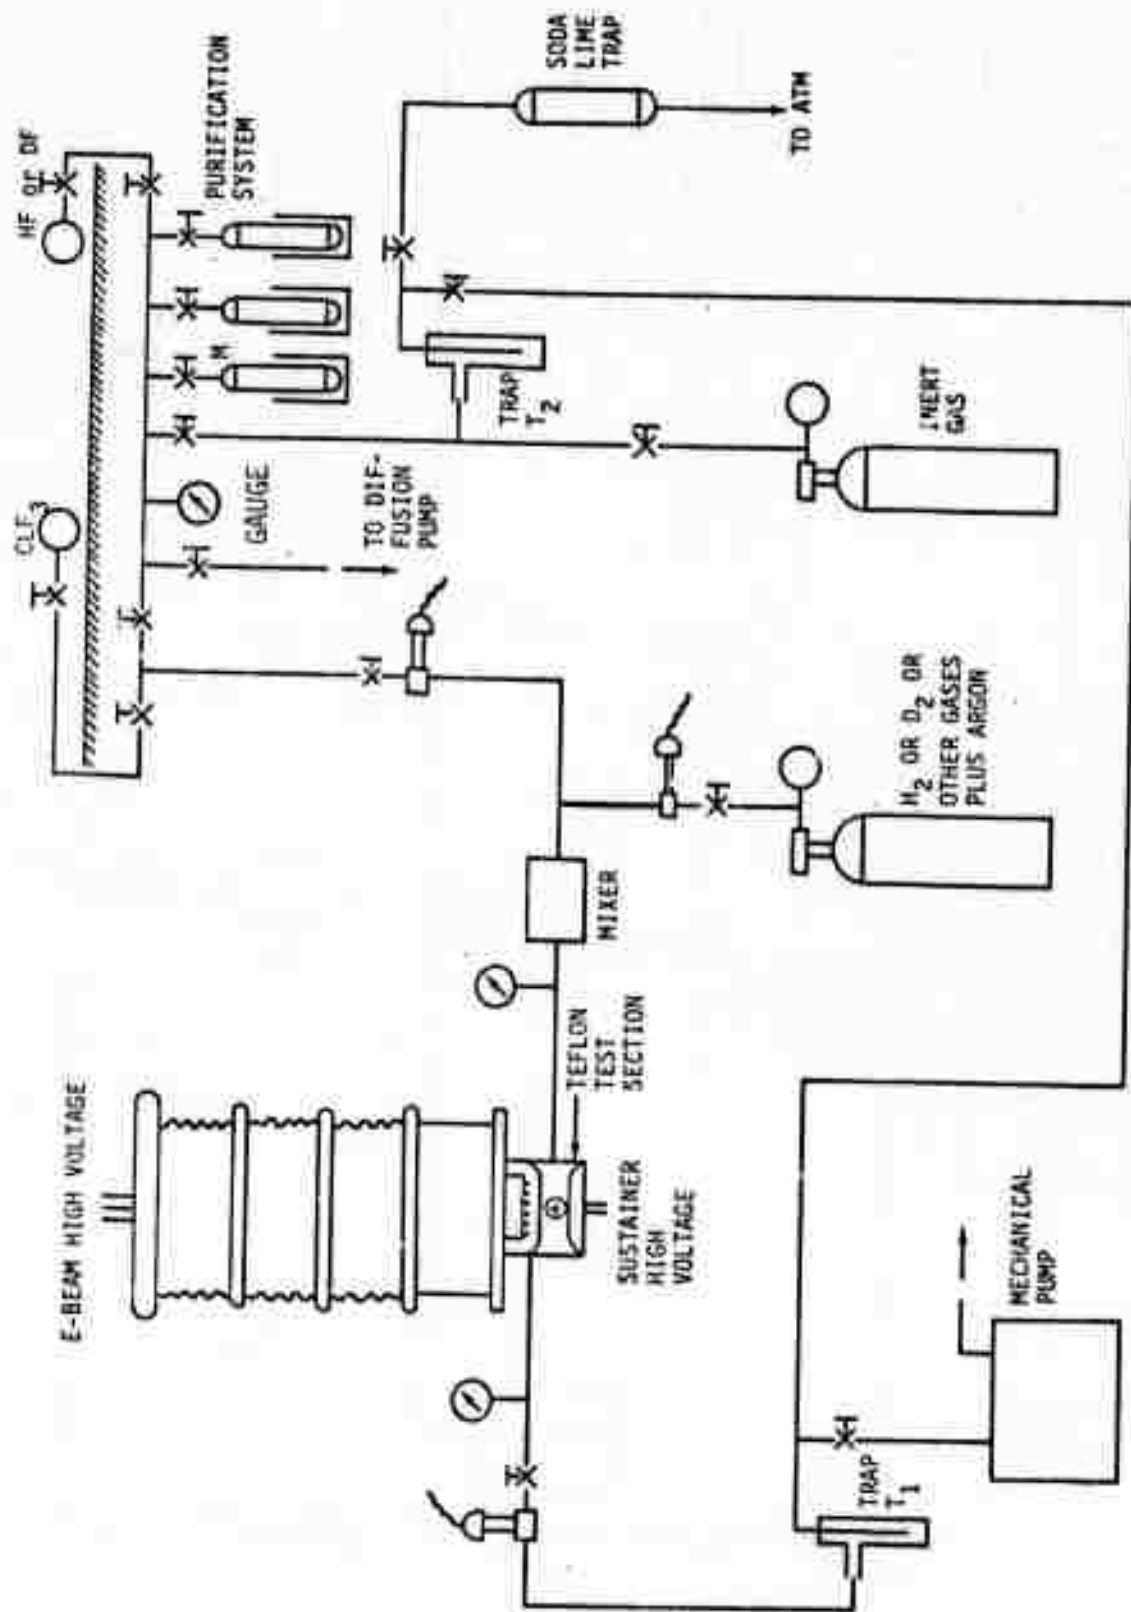 E-BEAM HIGH VOLTAGE
CLF3
HF or DF
GAUGE
M
PURIFICATION
SYSTEM
TO DIF-
FUSION
PUMP
TRAP
T2
SODA
LIME
TRAP
TO ATM
SUSTAINER
HIGH
VOLTAGE
TEFLON
TEST
SECTION
MIXER
H2 OR D2 OR
OTHER GASES
PLUS ARGON
INERT
GAS
TRAP
T1
MECHANICAL
PUMP